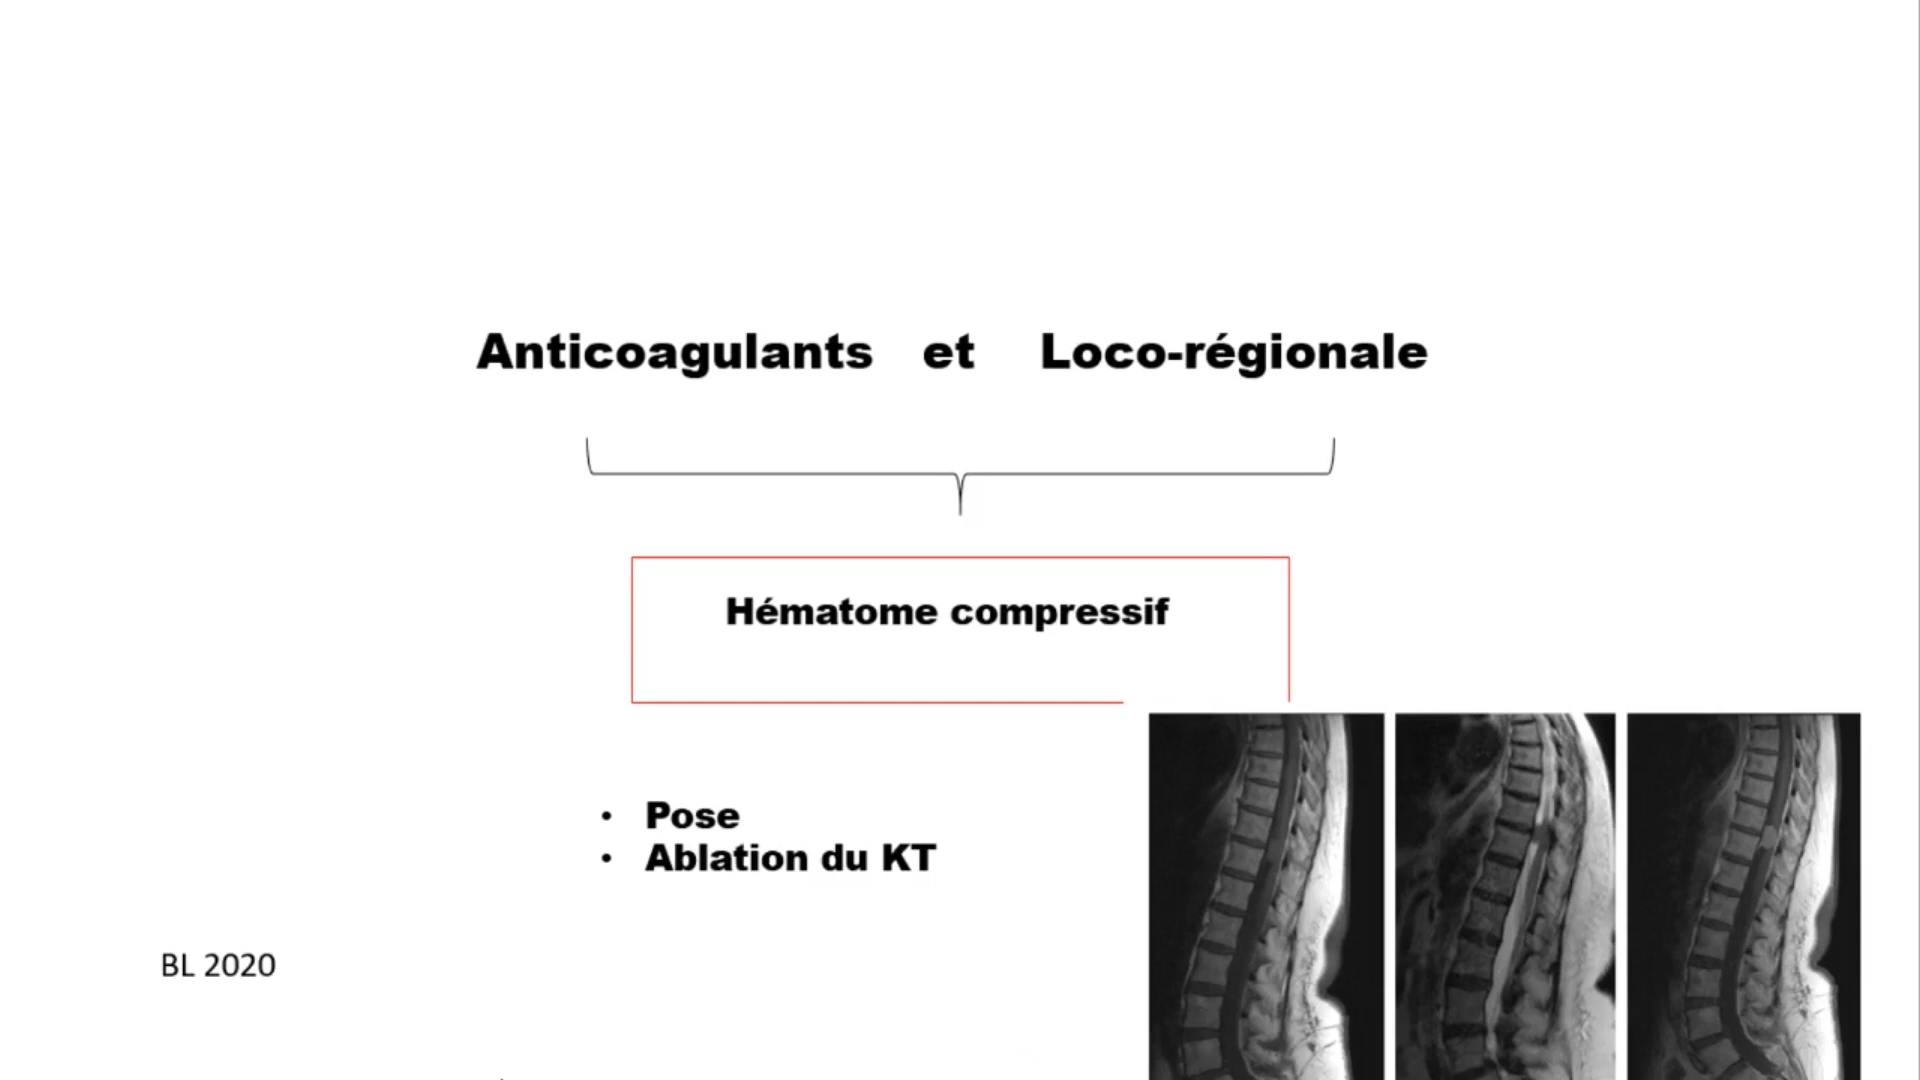 Anticoagulants et Loco-régionale
Hématome compressif
• Pose
• Ablation du KT
BL 2020